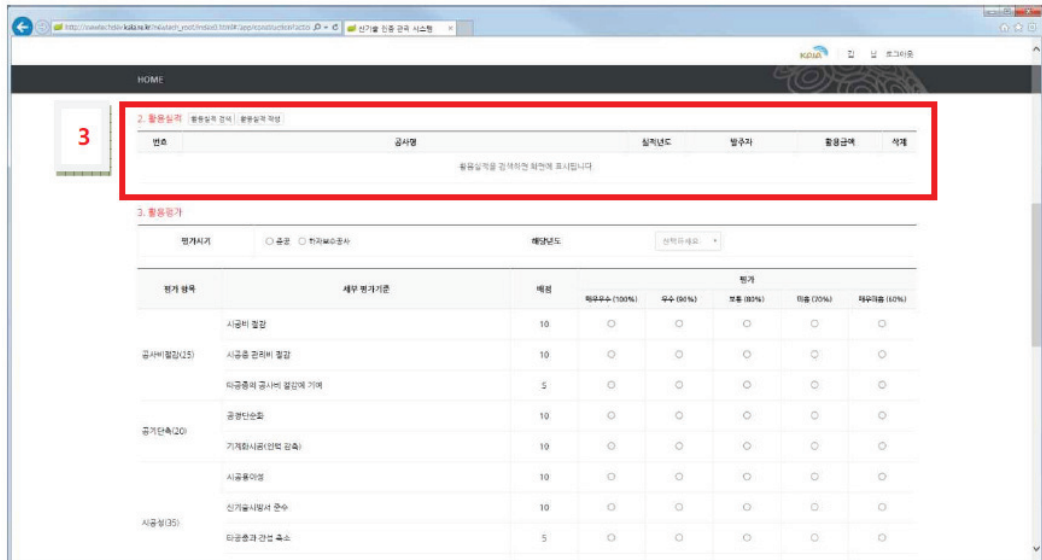 신기술 인증 관리 시스템
로그아웃
HOME
3
2. 활용실적 활용실적 검색 활용실적 작성
번호 공사명 실적년도 발주자 활용금액 삭제
활용실적을 검색하면 화면에 표시됩니다.
3. 활용평가
평가시기 준공 하자보수공사 해당년도 선택하세요
평가 항목 세부 평가기준 배점 평가
매우우수 (100%) 우수 (90%) 보통 (80%) 미흡 (70%) 매우미흡 (60%)
시공비 절감 10
공사비절감(25) 시공중 관리비 절감 10
타공종의 공사비 절감에 기여 5
공정단순화 10
공기단축(20)
기계화시공(인력 감축) 10
시공용이성 10
신기술시방서 준수 10
시공성(35)
타공종과 간섭 축소 5